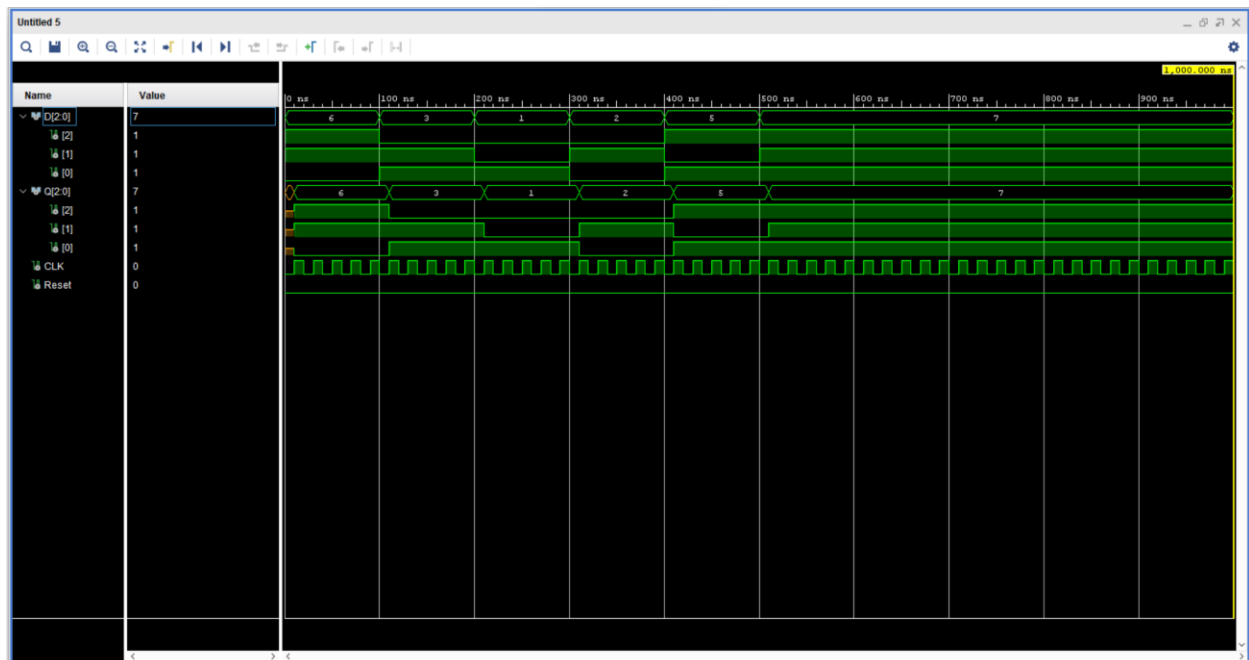 Untitled 5
1,000.000 ns
Name Value
0 ns 100 ns 200 ns 300 ns 400 ns 500 ns 600 ns 700 ns 800 ns 900 ns
D[2:0] 7 6 3 1 2 5 7
[2] 1
[1] 1
[0] 1
Q[2:0] 7 6 3 1 2 5 7
[2] 1
[1] 1
[0] 1
CLK 0
Reset 0